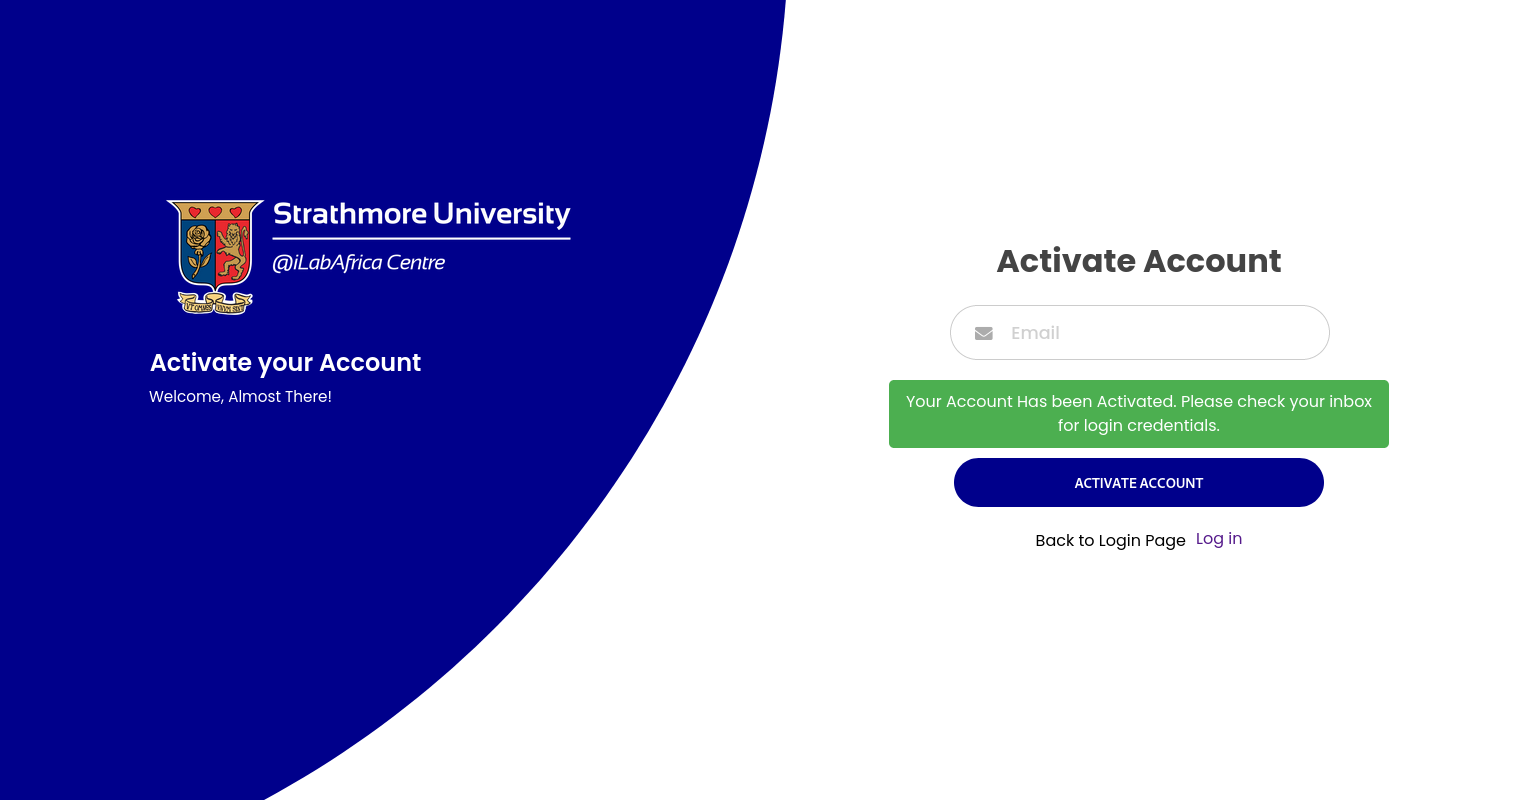 Strathmore University
@iLabAfrica Centre
Activate your Account
Welcome, Almost There!
Activate Account
Email
Your Account Has been Activated. Please check your inbox
for login credentials.
ACTIVATE ACCOUNT
Back to Login Page Log in